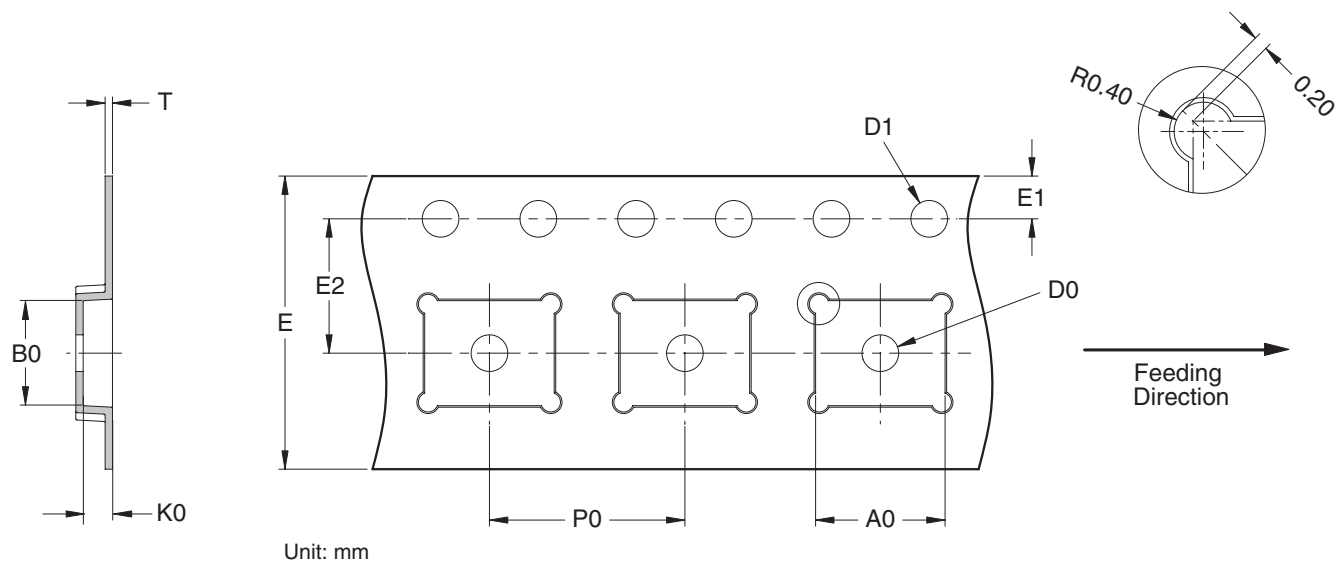 T
R0.40
0.20
D1
E1
E2
D0
E
B0
Feeding
Direction
K0
P0
A0
Unit: mm